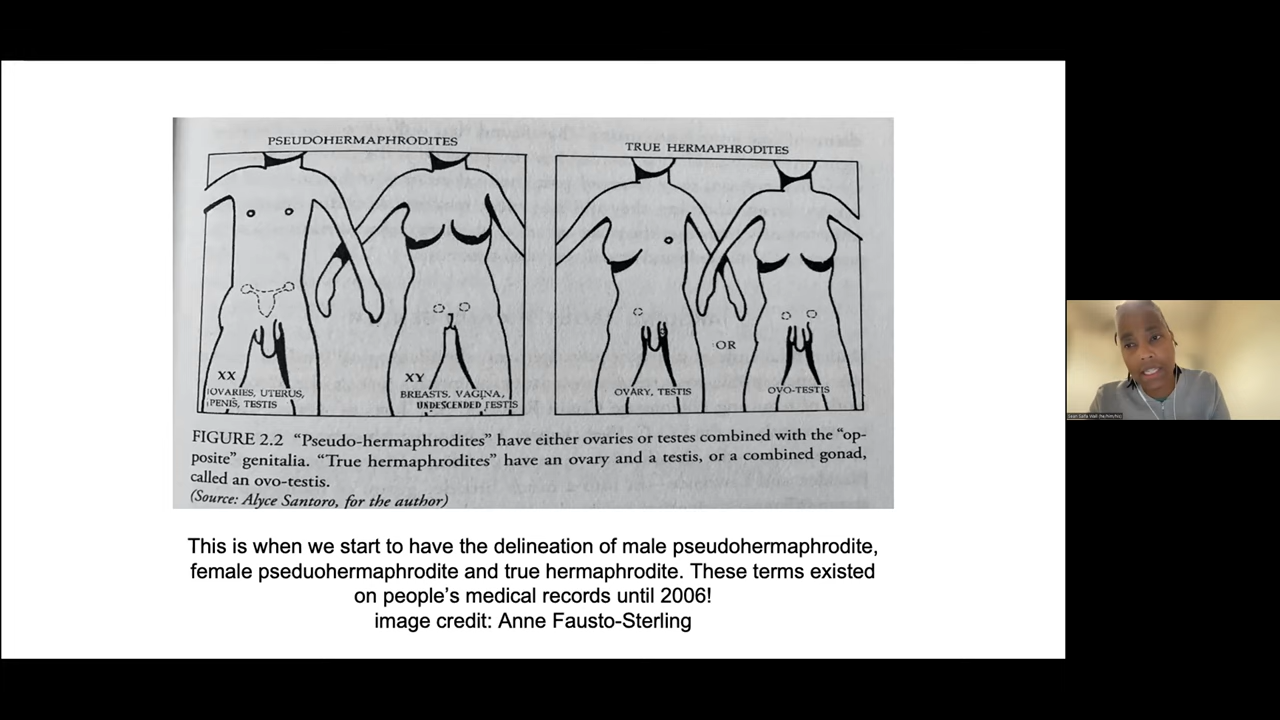 PSEUDOHERMAPHRODITES
TRUE HERMAPHRODITES
XX
OVARIES, UTERUS,
PENIS, TESTIS
XY
BREASTS, VAGINA,
UNDESCENDED TESTIS
OVARY, TESTIS
OR
OVO-TESTIS
FIGURE 2.2 “Pseudo-hermaphrodites” have either ovaries or testes combined with the “op-
posite” genitalia. “True hermaphrodites” have an ovary and a testis, or a combined gonad,
called an ovo-testis.
(Source: Alyce Santoro, for the author)
This is when we start to have the delineation of male pseudohermaphrodite,
female pseduohermaphrodite and true hermaphrodite. These terms existed
on people’s medical records until 2006!
image credit: Anne Fausto-Sterling